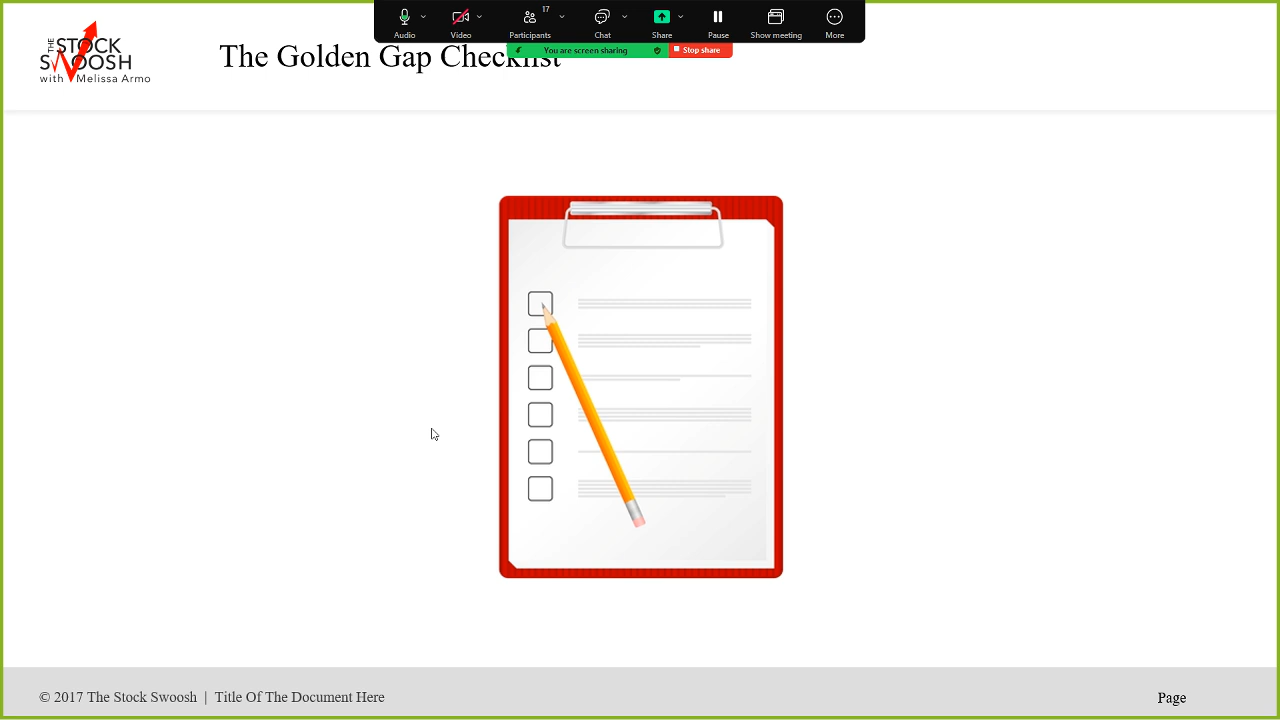 THE
STOCK
SWOOSH
with Melissa Armo
The Golden Gap Checklist
17
Audio
Video
Participants
Chat
Share
Pause
Show meeting
More
You are screen sharing
Stop share
© 2017 The Stock Swoosh | Title Of The Document Here
Page